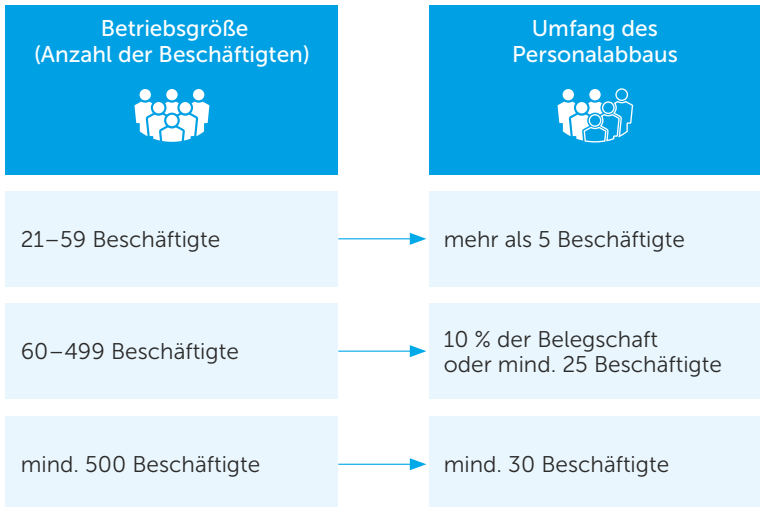 Betriebsgröße
(Anzahl der Beschäftigten)
Umfang des
Personalabbaus
21–59 Beschäftigte
mehr als 5 Beschäftigte
60–499 Beschäftigte
10 % der Belegschaft
oder mind. 25 Beschäftigte
mind. 500 Beschäftigte
mind. 30 Beschäftigte